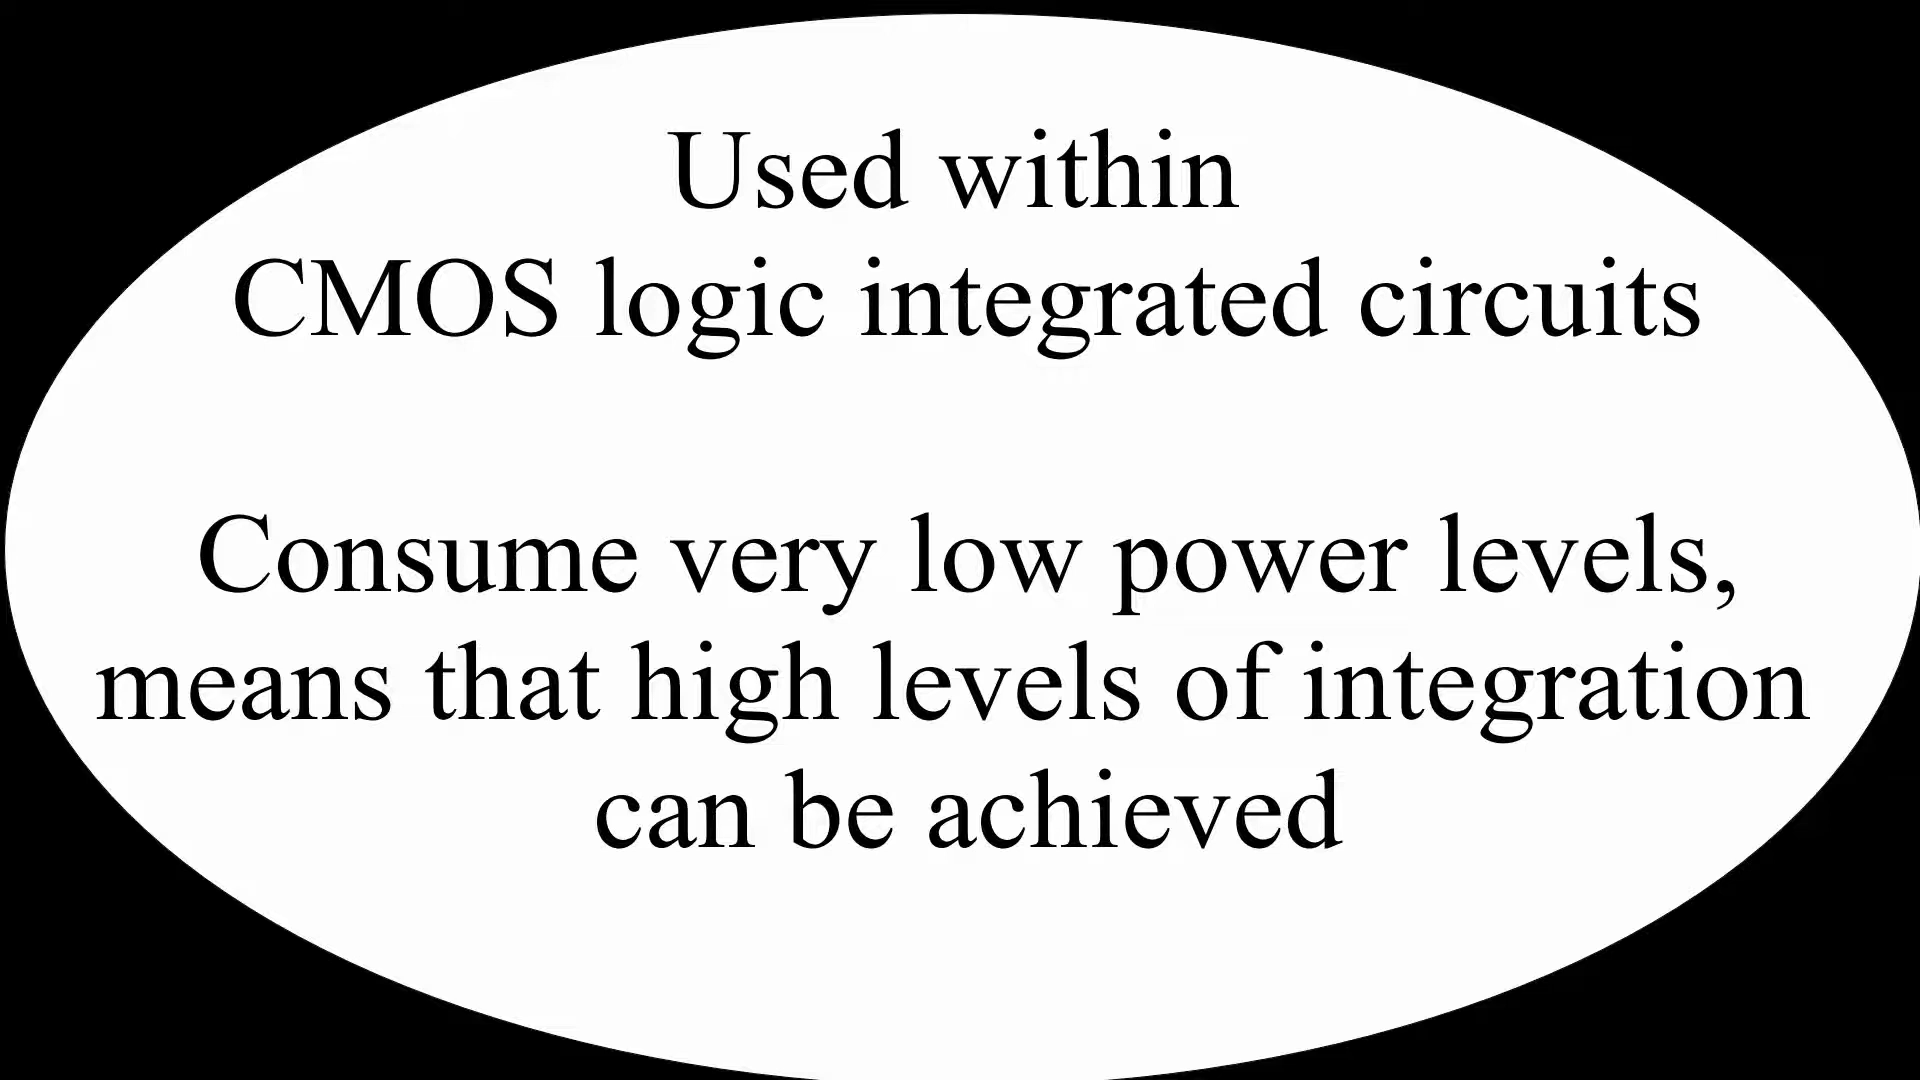 Used within
CMOS logic integrated circuits
Consume very low power levels,
means that high levels of integration
can be achieved